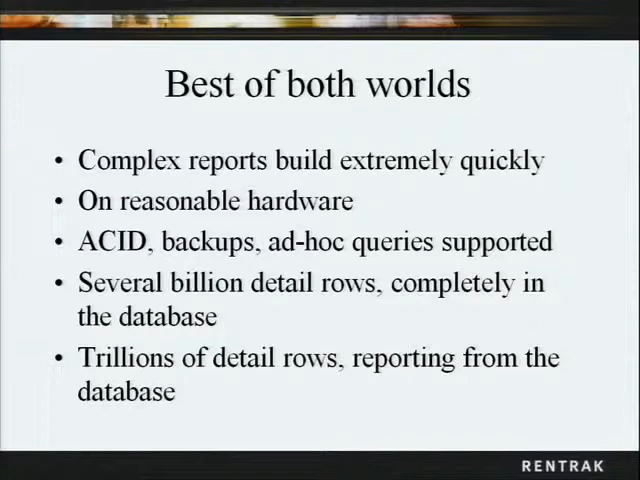 Best of both worlds
• Complex reports build extremely quickly
• On reasonable hardware
• ACID, backups, ad-hoc queries supported
• Several billion detail rows, completely in
the database
• Trillions of detail rows, reporting from the
database
RENTRAK